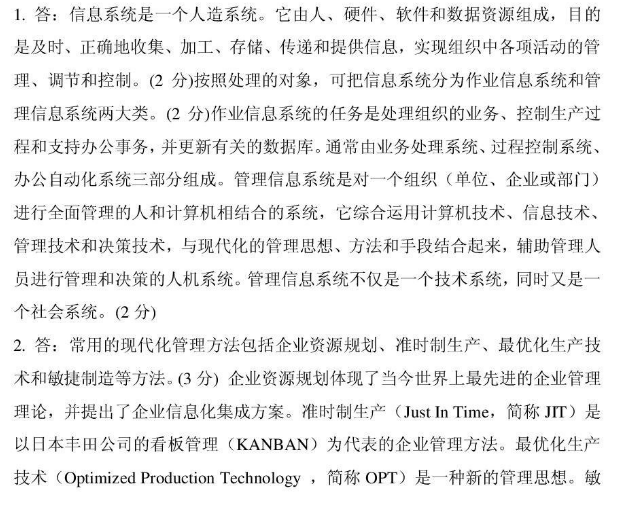 1. 答：信息系统是一个人造系统。它由人、硬件、软件和数据资源组成，目的
是及时、正确地收集、加工、存储、传递和提供信息，实现组织中各项活动的管
理、调节和控制。(2 分)按照处理的对象，可把信息系统分为作业信息系统和管
理信息系统两大类。(2 分)作业信息系统的任务是处理组织的业务、控制生产过
程和支持办公事务，并更新有关的数据库。通常由业务处理系统、过程控制系统、
办公自动化系统三部分组成。管理信息系统是对一个组织（单位、企业或部门）
进行全面管理的人和计算机相结合的系统，它综合运用计算机技术、信息技术、
管理技术和决策技术，与现代化的管理思想、方法和手段结合起来，辅助管理人
员进行管理和决策的人机系统。管理信息系统不仅是一个技术系统，同时又是一
个社会系统。(2 分)
2. 答：常用的现代化管理方法包括企业资源规划、准时制生产、最优化生产技
术和敏捷制造等方法。(3 分) 企业资源规划体现了当今世界上最先进的企业管理
理论，并提出了企业信息化集成方案。准时制生产（Just In Time，简称 JIT）是
以日本丰田公司的看板管理（KANBAN）为代表的企业管理方法。最优化生产
技术（Optimized Production Technology ，简称 OPT）是一种新的管理思想。敏